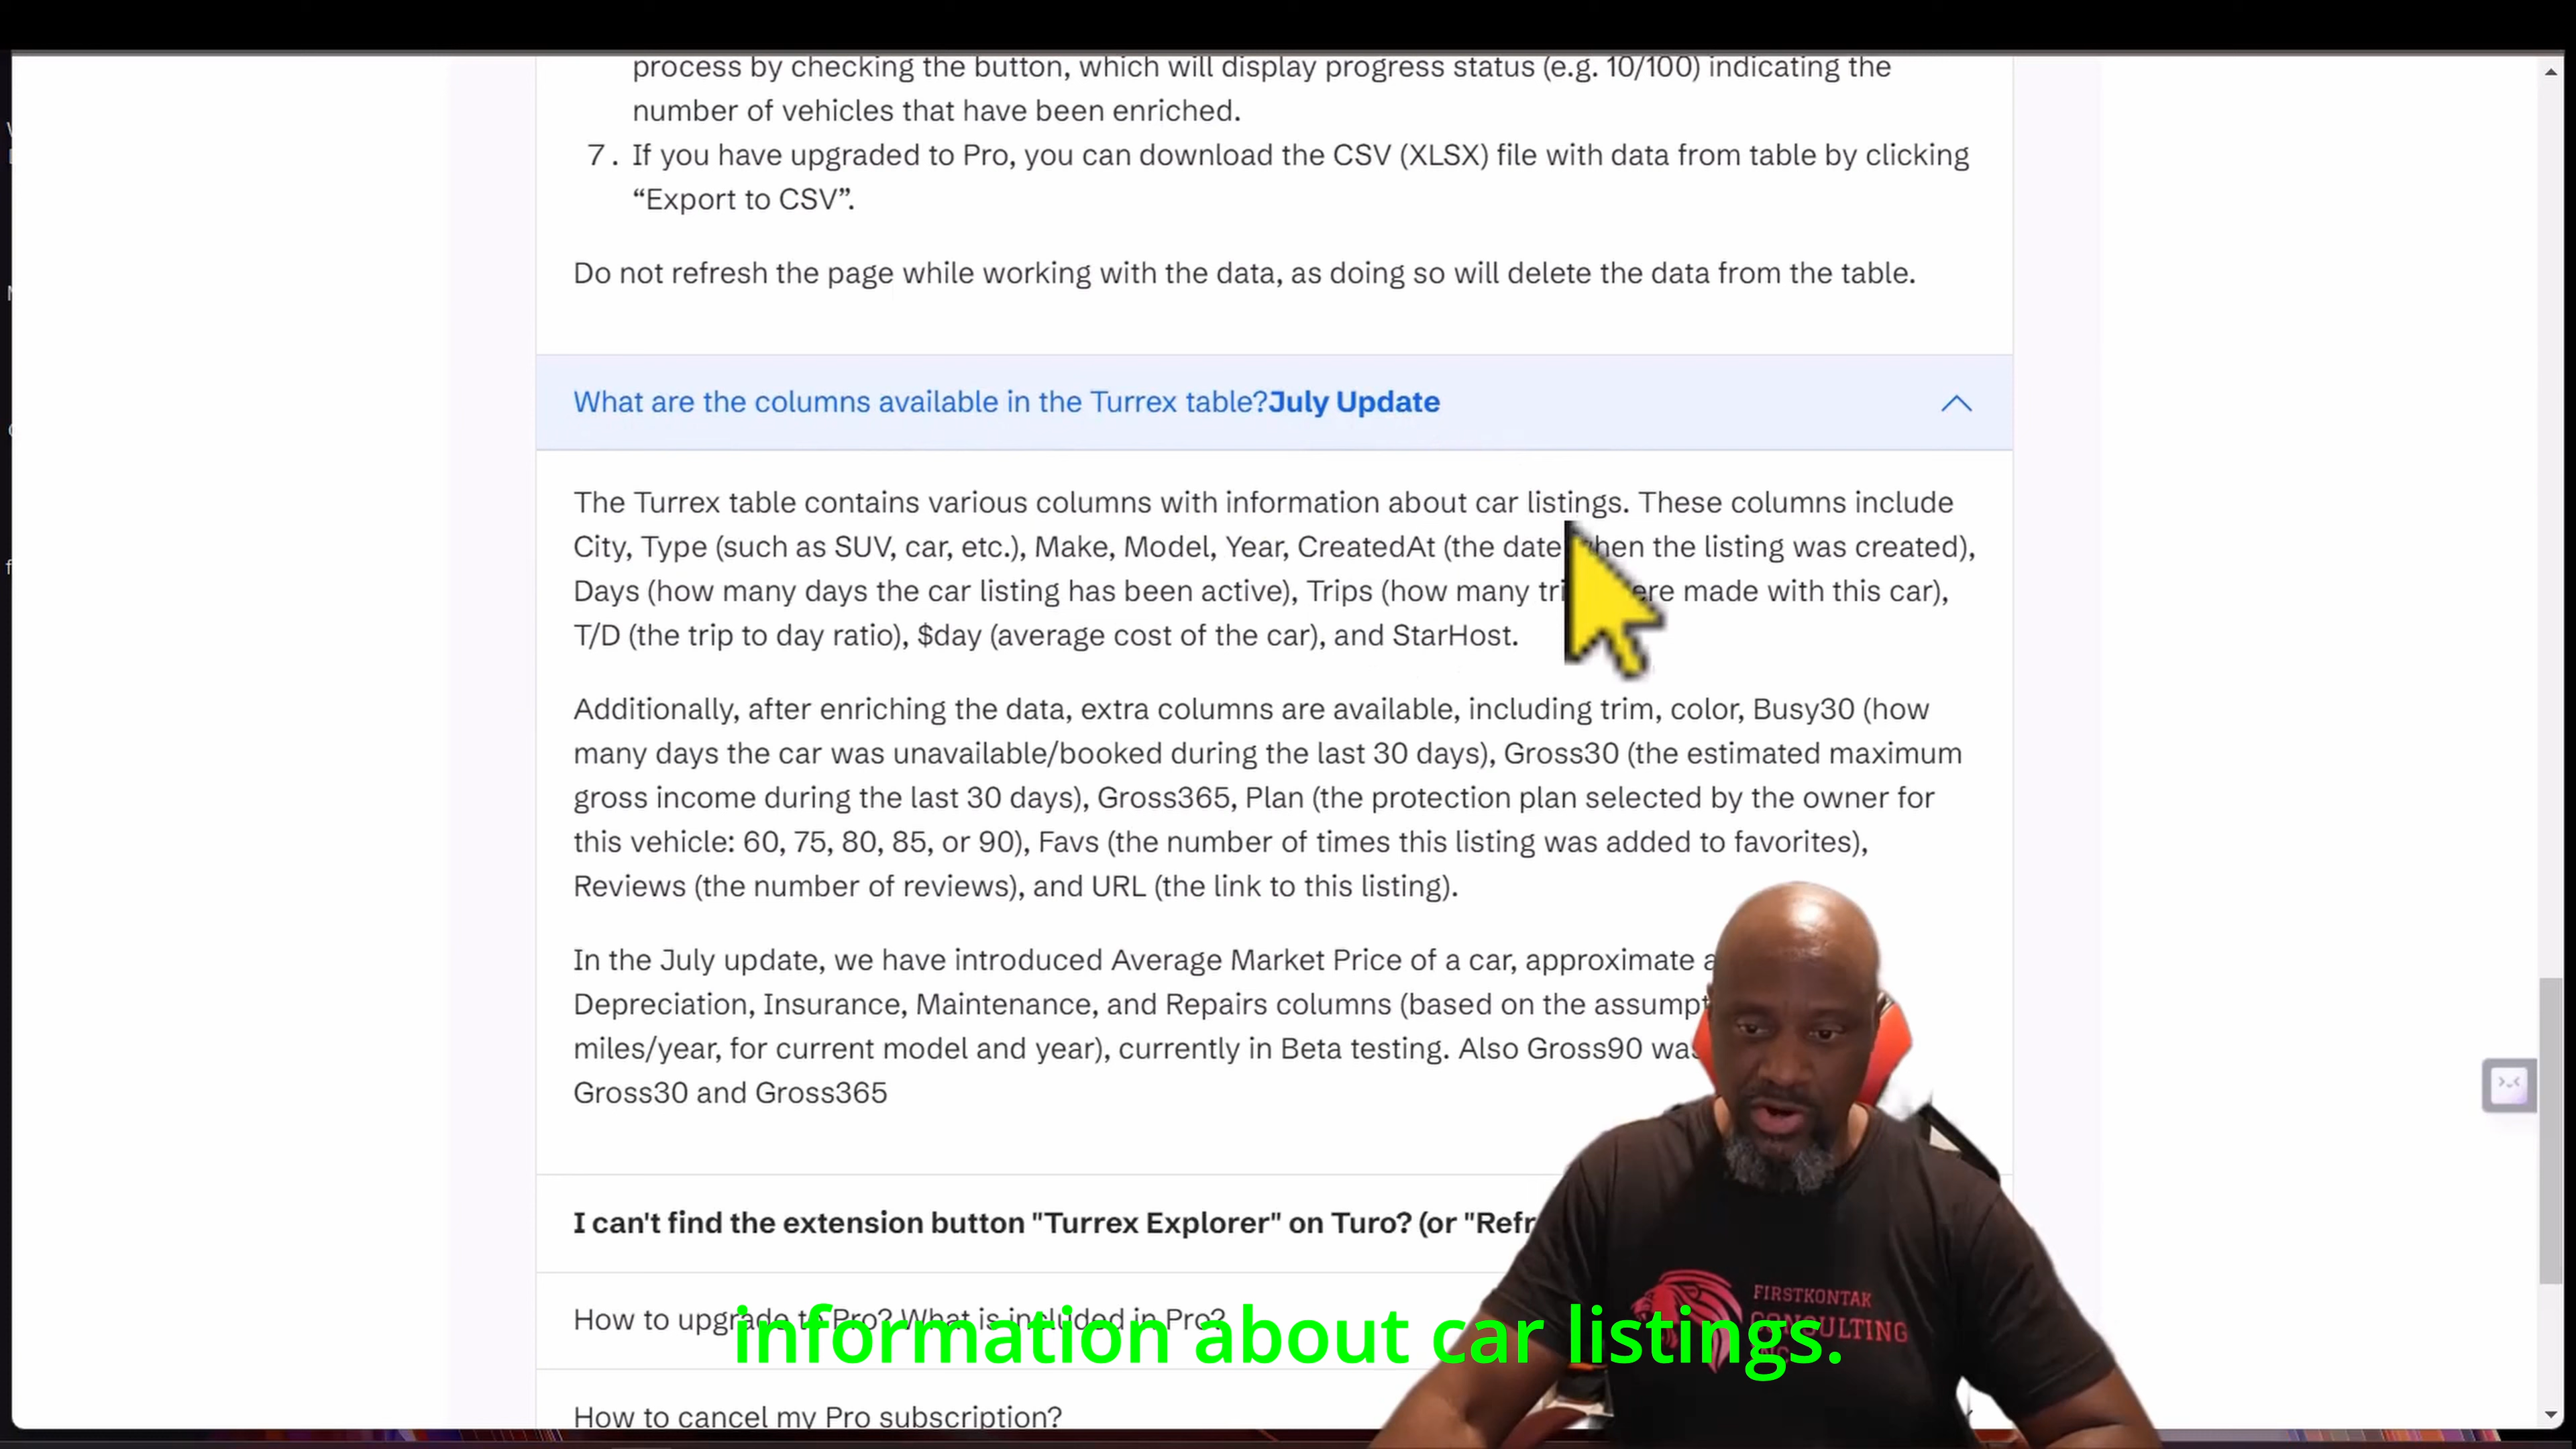 process by checking the button, which will display progress status (e.g. 10/100) indicating the
number of vehicles that have been enriched.
7. If you have upgraded to Pro, you can download the CSV (XLSX) file with data from table by clicking
“Export to CSV”.
Do not refresh the page while working with the data, as doing so will delete the data from the table.
What are the columns available in the Turrex table?July Update
The Turrex table contains various columns with information about car listings. These columns include
City, Type (such as SUV, car, etc.), Make, Model, Year, CreatedAt (the date when the listing was created),
Days (how many days the car listing has been active), Trips (how many trips were made with this car),
T/D (the trip to day ratio), $day (average cost of the car), and StarHost.
Additionally, after enriching the data, extra columns are available, including trim, color, Busy30 (how
many days the car was unavailable/booked during the last 30 days), Gross30 (the estimated maximum
gross income during the last 30 days), Gross365, Plan (the protection plan selected by the owner for
this vehicle: 60, 75, 80, 85, or 90), Favs (the number of times this listing was added to favorites),
Reviews (the number of reviews), and URL (the link to this listing).
In the July update, we have introduced Average Market Price of a car, approximate
Depreciation, Insurance, Maintenance, and Repairs columns (based on the
miles/year, for current model and year), currently in Beta testing. Also Gross90 was
Gross30 and Gross365
I can't find the extension button "Turrex Explorer" on Turo? (or "Refr
How to upgrade to Pro? What is included in Pro?
How to cancel my Pro subscription?
FIRSTKONTAK
CONSULTING
INC
information about car listings.